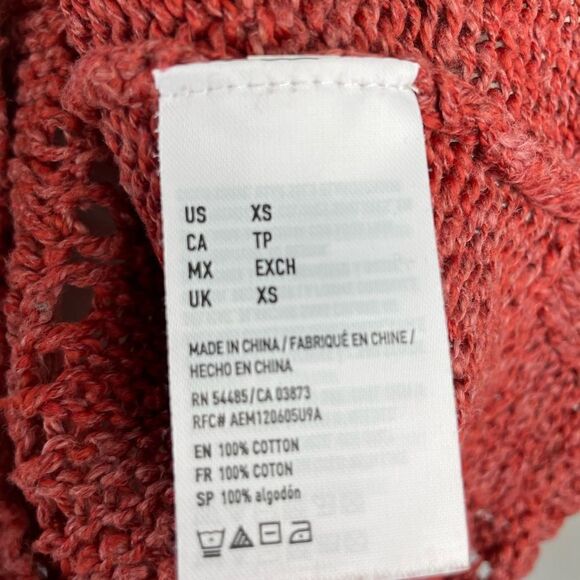 US XS
CA TP
MX EXCH
UK XS
MADE IN CHINA / FABRIQUÉ EN CHINE /
HECHO EN CHINA
RN 54485 / CA 03873
RFC# AEM120605U9A
EN 100% COTTON
FR 100% COTON
SP 100% algodón